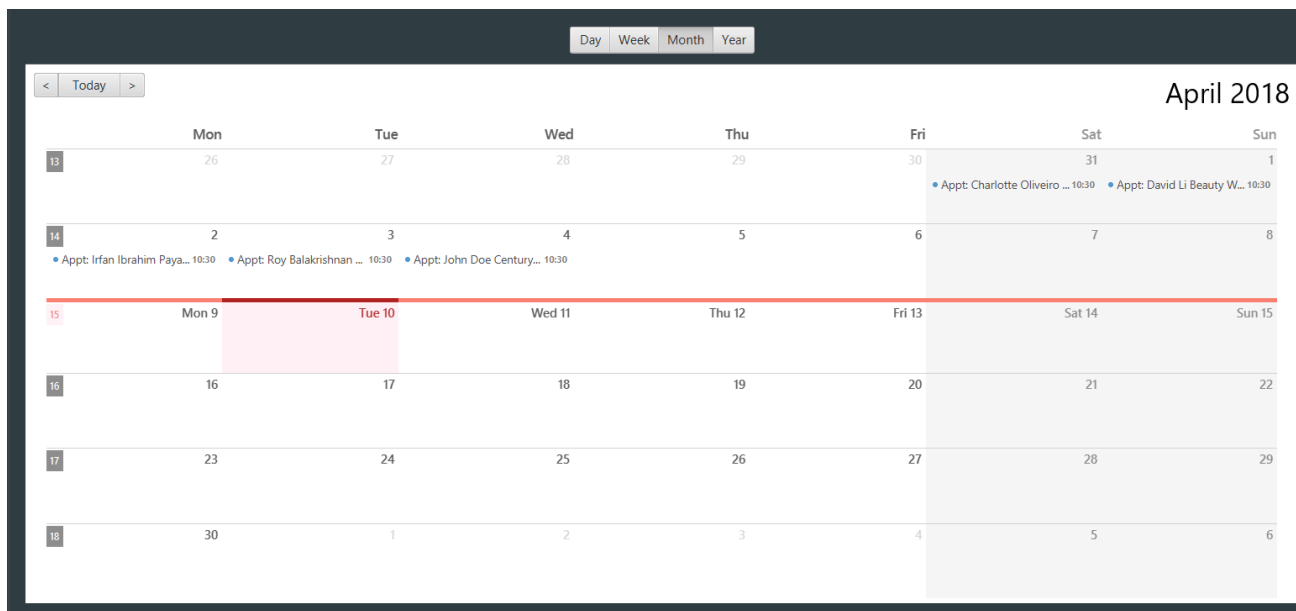 Day Week Month Year
< Today >
April 2018
Mon Tue Wed Thu Fri Sat Sun
13 26 27 28 29 30 31 1
• Appt: Charlotte Oliveiro ... 10:30 • Appt: David Li Beauty W... 10:30
14 2 3 4 5 6 7 8
• Appt: Irfan Ibrahim Paya... 10:30 • Appt: Roy Balakrishnan ... 10:30 • Appt: John Doe Century... 10:30
15 Mon 9 Tue 10 Wed 11 Thu 12 Fri 13 Sat 14 Sun 15
16 16 17 18 19 20 21 22
17 23 24 25 26 27 28 29
18 30 1 2 3 4 5 6